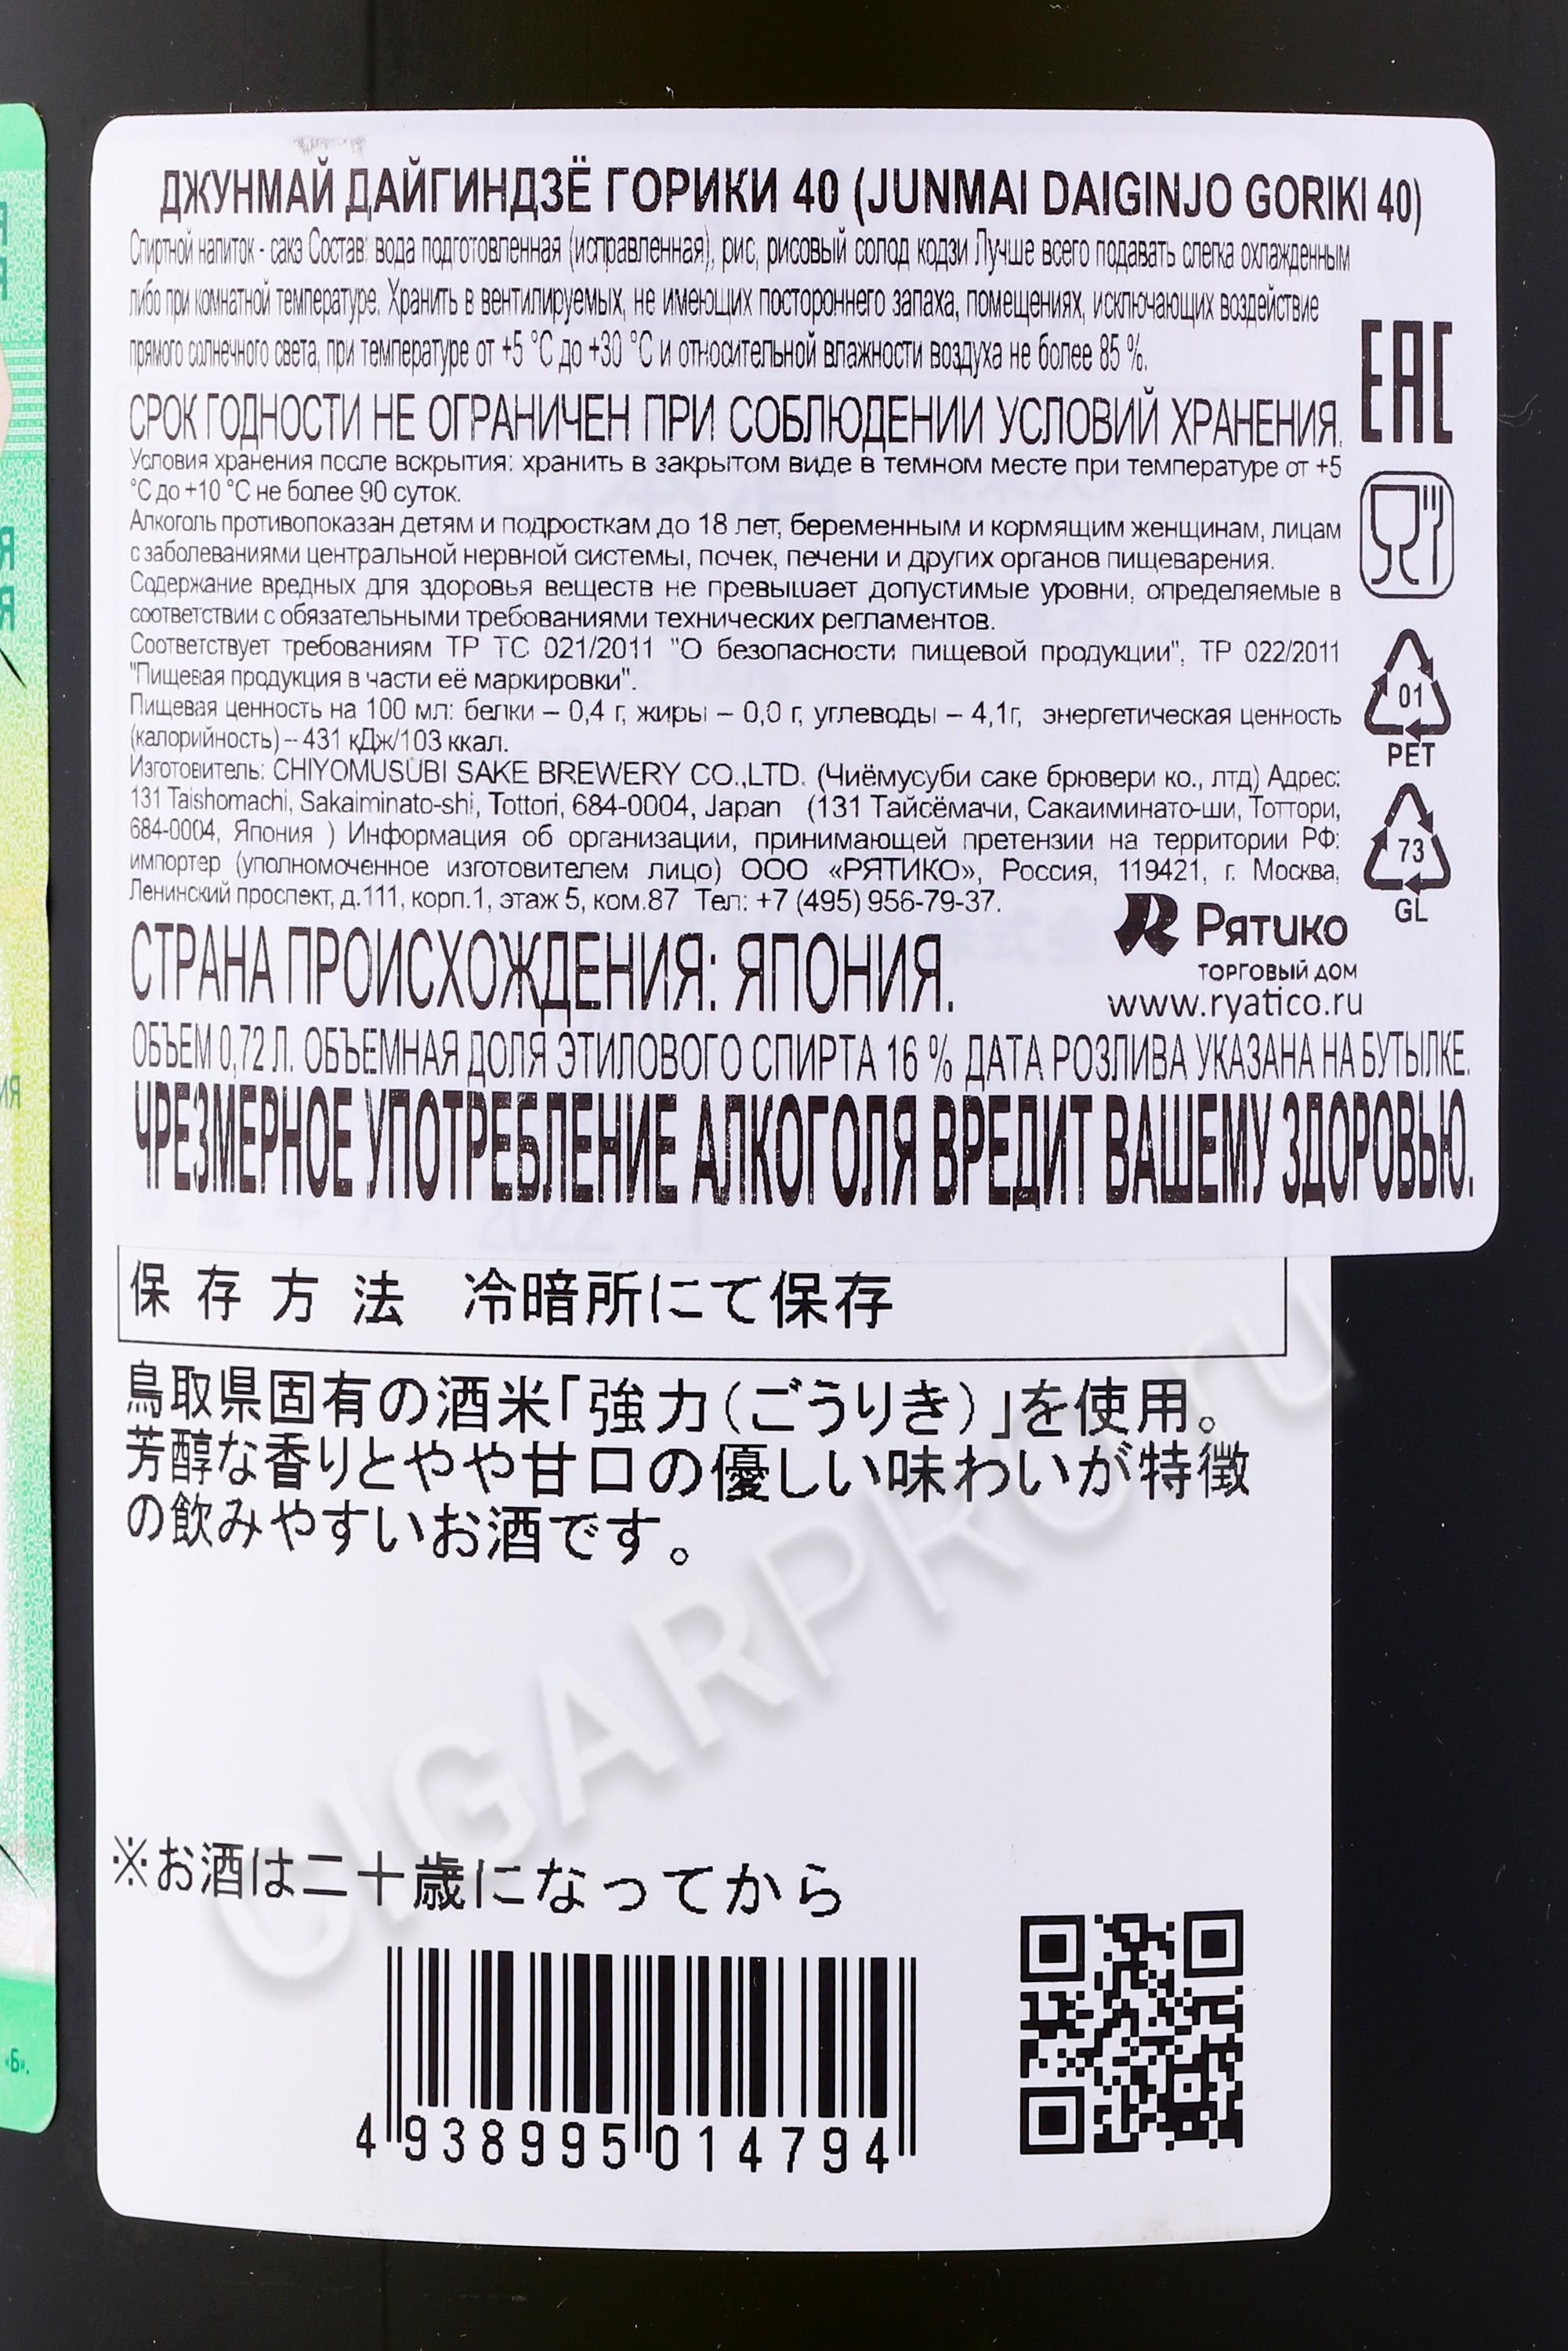 ДЖУНМАЙ ДАЙГИНДЗЁ ГОРИКИ 40 (JUNMAI DAIGINJO GORIKI 40)
Спиртной напиток - сакэ Состав: вода подготовленная (исправленная), рис, рисовый солод кодзи Лучше всего подавать слегка охлажденным
либо при комнатной температуре. Хранить в вентилируемых, не имеющих постороннего запаха, помещениях, исключающих воздействие
прямого солнечного света, при температуре от +5 °С до +30 °С и относительной влажности воздуха не более 85 %.
СРОК ГОДНОСТИ НЕ ОГРАНИЧЕН ПРИ СОБЛЮДЕНИИ УСЛОВИЙ ХРАНЕНИЯ.
Условия хранения после вскрытия: хранить в закрытом виде в темном месте при температуре от +5
°С до +10 °С не более 90 суток.
Алкоголь противопоказан детям и подросткам до 18 лет, беременным и кормящим женщинам, лицам
с заболеваниями центральной нервной системы, почек, печени и других органов пищеварения.
Содержание вредных для здоровья веществ не превышает допустимые уровни, определяемые в
соответствии с обязательными требованиями технических регламентов.
Соответствует требованиям ТР ТС 021/2011 "О безопасности пищевой продукции", ТР 022/2011
"Пищевая продукция в части её маркировки".
Пищевая ценность на 100 мл: белки – 0,4 г, жиры – 0,0 г, углеводы – 4,1г, энергетическая ценность
(калорийность) – 431 кДж/103 ккал.
Изготовитель: CHIYOMUSUBI SAKE BREWERY CO.,LTD. (Чиёмусуби саке брювери ко., лтд) Адрес:
131 Taishomachi, Sakaiminato-shi, Tottori, 684-0004, Japan (131 Тайсёмачи, Сакаиминато-ши, Тоттори,
684-0004, Япония ) Информация об организации, принимающей претензии на территории РФ:
импортер (уполномоченное изготовителем лицо) ООО «РЯТИКО», Россия, 119421, г. Москва,
Ленинский проспект, д.111, корп.1, этаж 5, ком.87 Тел: +7 (495) 956-79-37.
EAC
01
PET
73
GL
Рятико
ТОРГОВЫЙ ДОМ
www.ryatico.ru
СТРАНА ПРОИСХОЖДЕНИЯ: ЯПОНИЯ.
ОБЪЕМ 0,72 Л. ОБЪЕМНАЯ ДОЛЯ ЭТИЛОВОГО СПИРТА 16 % ДАТА РОЗЛИВА УКАЗАНА НА БУТЫЛКЕ.
ЧРЕЗМЕРНОЕ УПОТРЕБЛЕНИЕ АЛКОГОЛЯ ВРЕДИТ ВАШЕМУ ЗДОРОВЬЮ.
保存方法 冷暗所にて保存
鳥取県固有の酒米「強力(ごうりき)」を使用。
芳醇な香りとやや甘口の優しい味わいが特徴
の飲みやすいお酒です。
CIGARPRO.ru
※お酒は二十歳になってから
4 938995 014794
«Б».